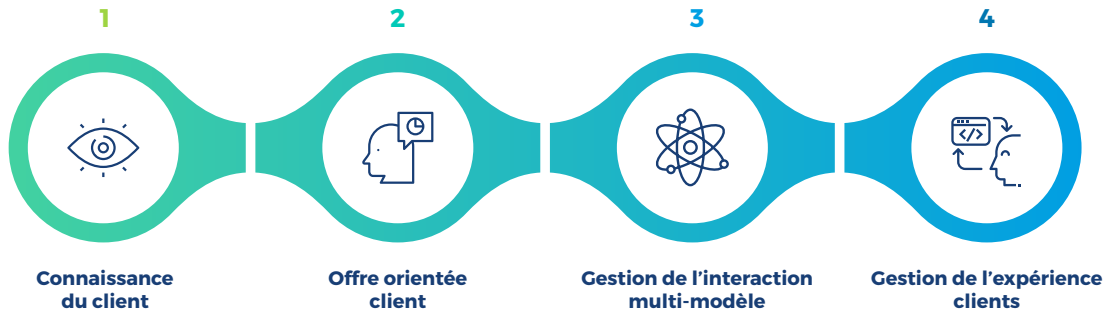 1
2
3
4
Connaissance
du client
Offre orientée
client
Gestion de l’interaction
multi-modèle
Gestion de l’expérience
clients